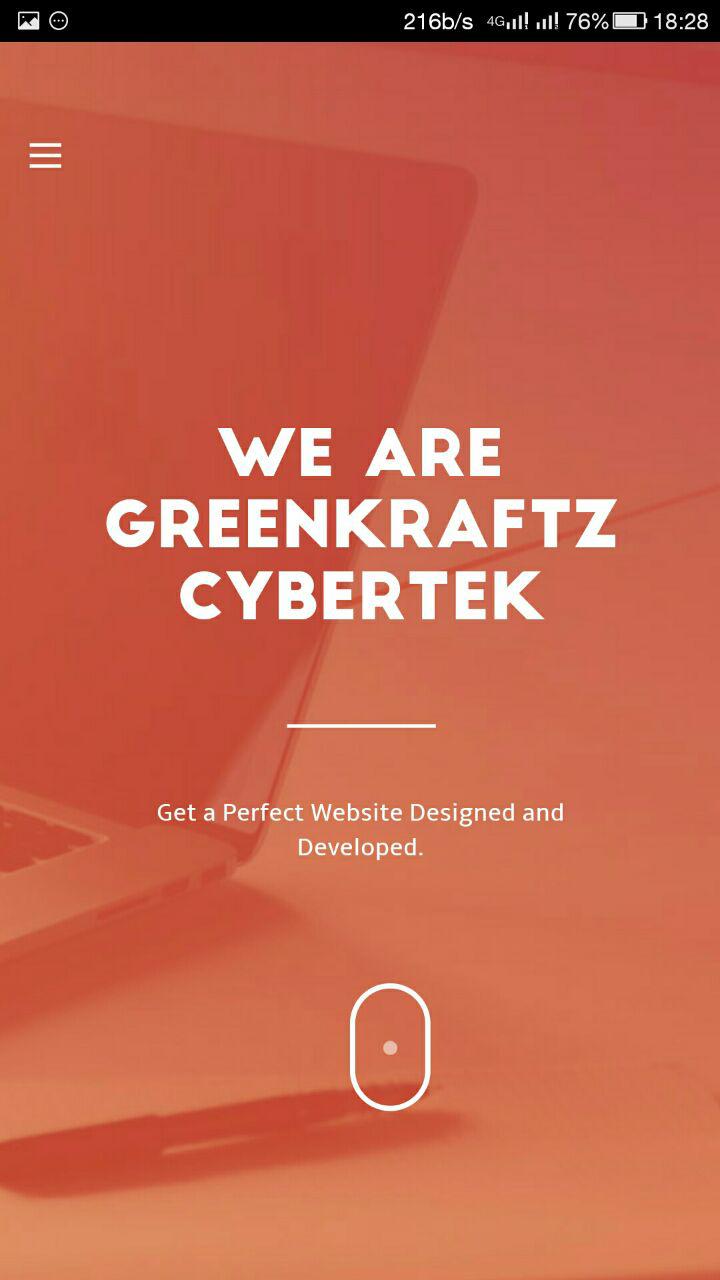 216b/s 4G 76% 18:28
WE ARE
GREENKRAFTZ
CYBERTEK
Get a Perfect Website Designed and
Developed.